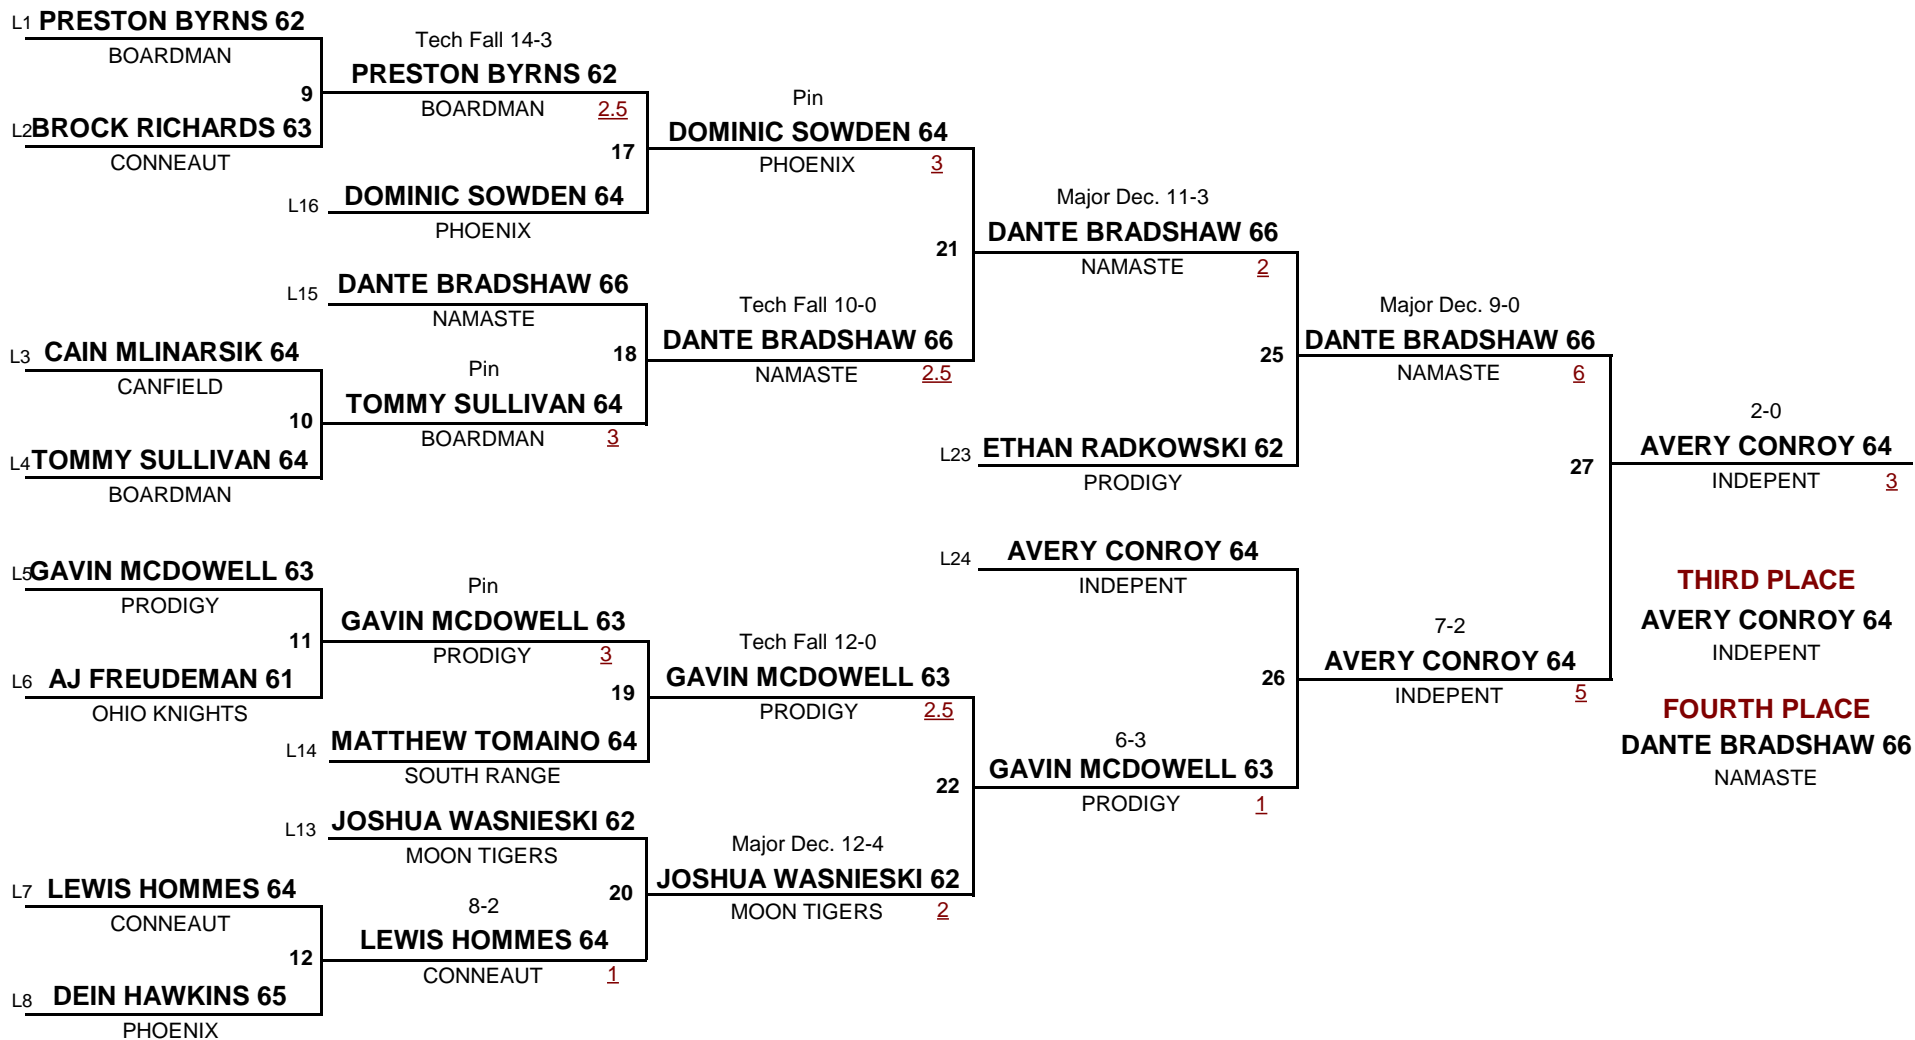 L1 PRESTON BYRNS 62
BOARDMAN
9
L2 BROCK RICHARDS 63
CONNEAUT
Tech Fall 14-3
PRESTON BYRNS 62
BOARDMAN 2.5
17
L16 DOMINIC SOWDEN 64
PHOENIX
Pin
DOMINIC SOWDEN 64
PHOENIX 3
L15 DANTE BRADSHAW 66
NAMASTE
18
L3 CAIN MLINARSIK 64
CANFIELD
10
L4 TOMMY SULLIVAN 64
BOARDMAN
Pin
TOMMY SULLIVAN 64
BOARDMAN 3
Tech Fall 10-0
DANTE BRADSHAW 66
NAMASTE 2.5
21
Major Dec. 11-3
DANTE BRADSHAW 66
NAMASTE 2
25
L23 ETHAN RADKOWSKI 62
PRODIGY
Major Dec. 9-0
DANTE BRADSHAW 66
NAMASTE 6
27
2-0
AVERY CONROY 64
INDEPENT 3
L5 GAVIN MCDOWELL 63
PRODIGY
11
L6 AJ FREUDEMAN 61
OHIO KNIGHTS
Pin
GAVIN MCDOWELL 63
PRODIGY 3
19
L14 MATTHEW TOMAINO 64
SOUTH RANGE
Tech Fall 12-0
GAVIN MCDOWELL 63
PRODIGY 2.5
L13 JOSHUA WASNIESKI 62
MOON TIGERS
20
L7 LEWIS HOMMES 64
CONNEAUT
12
L8 DEIN HAWKINS 65
PHOENIX
8-2
LEWIS HOMMES 64
CONNEAUT 1
Major Dec. 12-4
JOSHUA WASNIESKI 62
MOON TIGERS 2
22
6-3
GAVIN MCDOWELL 63
PRODIGY 1
L24 AVERY CONROY 64
INDEPENT
26
7-2
AVERY CONROY 64
INDEPENT 5
THIRD PLACE
AVERY CONROY 64
INDEPENT
FOURTH PLACE
DANTE BRADSHAW 66
NAMASTE